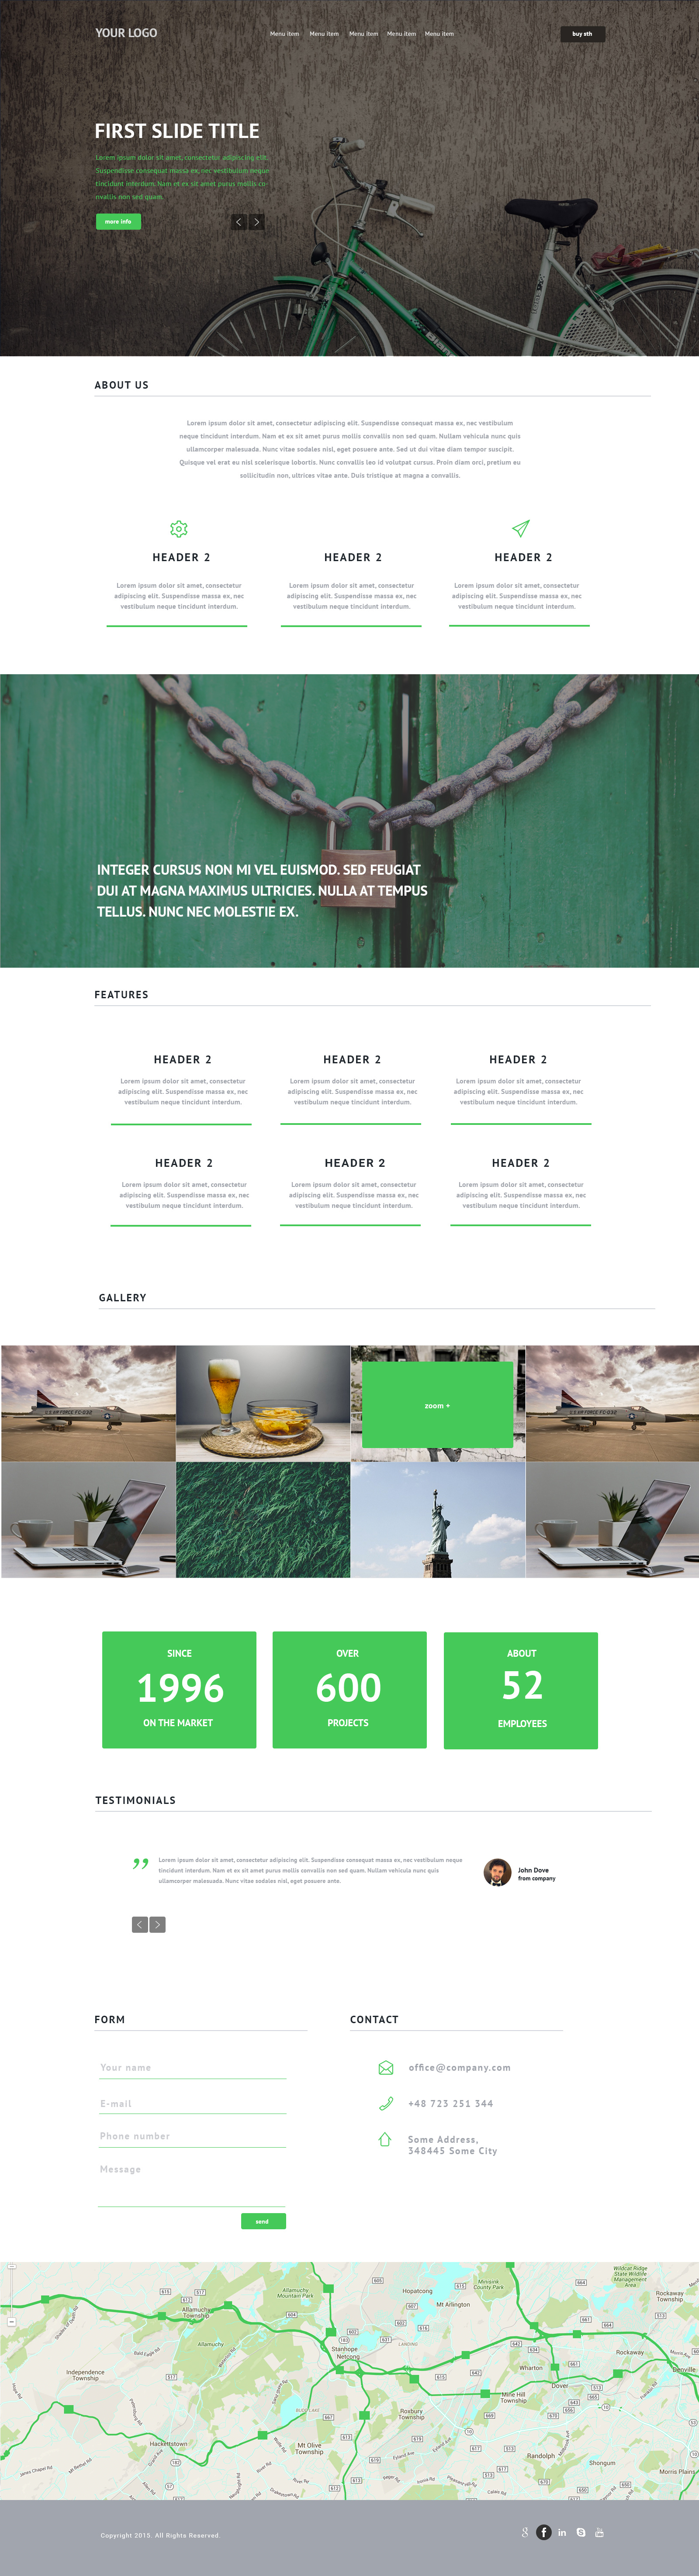 YOUR LOGO
Menu item Menu item Menu item Menu item Menu item
buy sth
FIRST SLIDE TITLE
Lorem ipsum dolor sit amet, consectetur adipiscing elit.
Suspendisse consequat massa ex, nec vestibulum neque
tincidunt interdum. Nam et ex sit amet purus mollis co-
nvallis non sed quam.
more info
Bianchi
ABOUT US
Lorem ipsum dolor sit amet, consectetur adipiscing elit. Suspendisse consequat massa ex, nec vestibulum
neque tincidunt interdum. Nam et ex sit amet purus mollis convallis non sed quam. Nullam vehicula nunc quis
ullamcorper malesuada. Nunc vitae sodales nisl, eget posuere ante. Sed ut dui vitae diam tempor suscipit.
Quisque vel erat eu nisl scelerisque lobortis. Nunc convallis leo id volutpat cursus. Proin diam orci, pretium eu
sollicitudin non, ultrices vitae ante. Duis tristique at magna a convallis.
HEADER 2
Lorem ipsum dolor sit amet, consectetur
adipiscing elit. Suspendisse massa ex, nec
vestibulum neque tincidunt interdum.
HEADER 2
Lorem ipsum dolor sit amet, consectetur
adipiscing elit. Suspendisse massa ex, nec
vestibulum neque tincidunt interdum.
HEADER 2
Lorem ipsum dolor sit amet, consectetur
adipiscing elit. Suspendisse massa ex, nec
vestibulum neque tincidunt interdum.
INTEGER CURSUS NON MI VEL EUISMOD. SED FEUGIAT
DUI AT MAGNA MAXIMUS ULTRICIES. NULLA AT TEMPUS
TELLUS. NUNC NEC MOLESTIE EX.
FEATURES
HEADER 2
Lorem ipsum dolor sit amet, consectetur
adipiscing elit. Suspendisse massa ex, nec
vestibulum neque tincidunt interdum.
HEADER 2
Lorem ipsum dolor sit amet, consectetur
adipiscing elit. Suspendisse massa ex, nec
vestibulum neque tincidunt interdum.
HEADER 2
Lorem ipsum dolor sit amet, consectetur
adipiscing elit. Suspendisse massa ex, nec
vestibulum neque tincidunt interdum.
HEADER 2
Lorem ipsum dolor sit amet, consectetur
adipiscing elit. Suspendisse massa ex, nec
vestibulum neque tincidunt interdum.
HEADER 2
Lorem ipsum dolor sit amet, consectetur
adipiscing elit. Suspendisse massa ex, nec
vestibulum neque tincidunt interdum.
HEADER 2
Lorem ipsum dolor sit amet, consectetur
adipiscing elit. Suspendisse massa ex, nec
vestibulum neque tincidunt interdum.
GALLERY
zoom +
SINCE
1996
ON THE MARKET
OVER
600
PROJECTS
ABOUT
52
EMPLOYEES
TESTIMONIALS
Lorem ipsum dolor sit amet, consectetur adipiscing elit. Suspendisse consequat massa ex, nec vestibulum neque
tincidunt interdum. Nam et ex sit amet purus mollis convallis non sed quam. Nullam vehicula nunc quis
ullamcorper malesuada. Nunc vitae sodales nisl, eget posuere ante.
John Dove
from company
FORM
Your name
E-mail
Phone number
Message
send
CONTACT
office@company.com
+48 723 251 344
Some Address,
348445 Some City
Allamuchy
Mountain Park
Allamuchy
Township
Allamuchy
Hopatcong
Mt Arlington
Wildcat Ridge
State Wildlife
Management
Area
Rockaway
Township
Stanhope
Netcong
LANDING
Wharton
Rockaway
Denville
Dover
Mine Hill
Township
Independence
Township
BUDD LAKE
Roxbury
Township
Hackettstown
Mt Olive
Township
Randolph
Shongum
Morris Plains
Copyright 2015. All Rights Reserved.